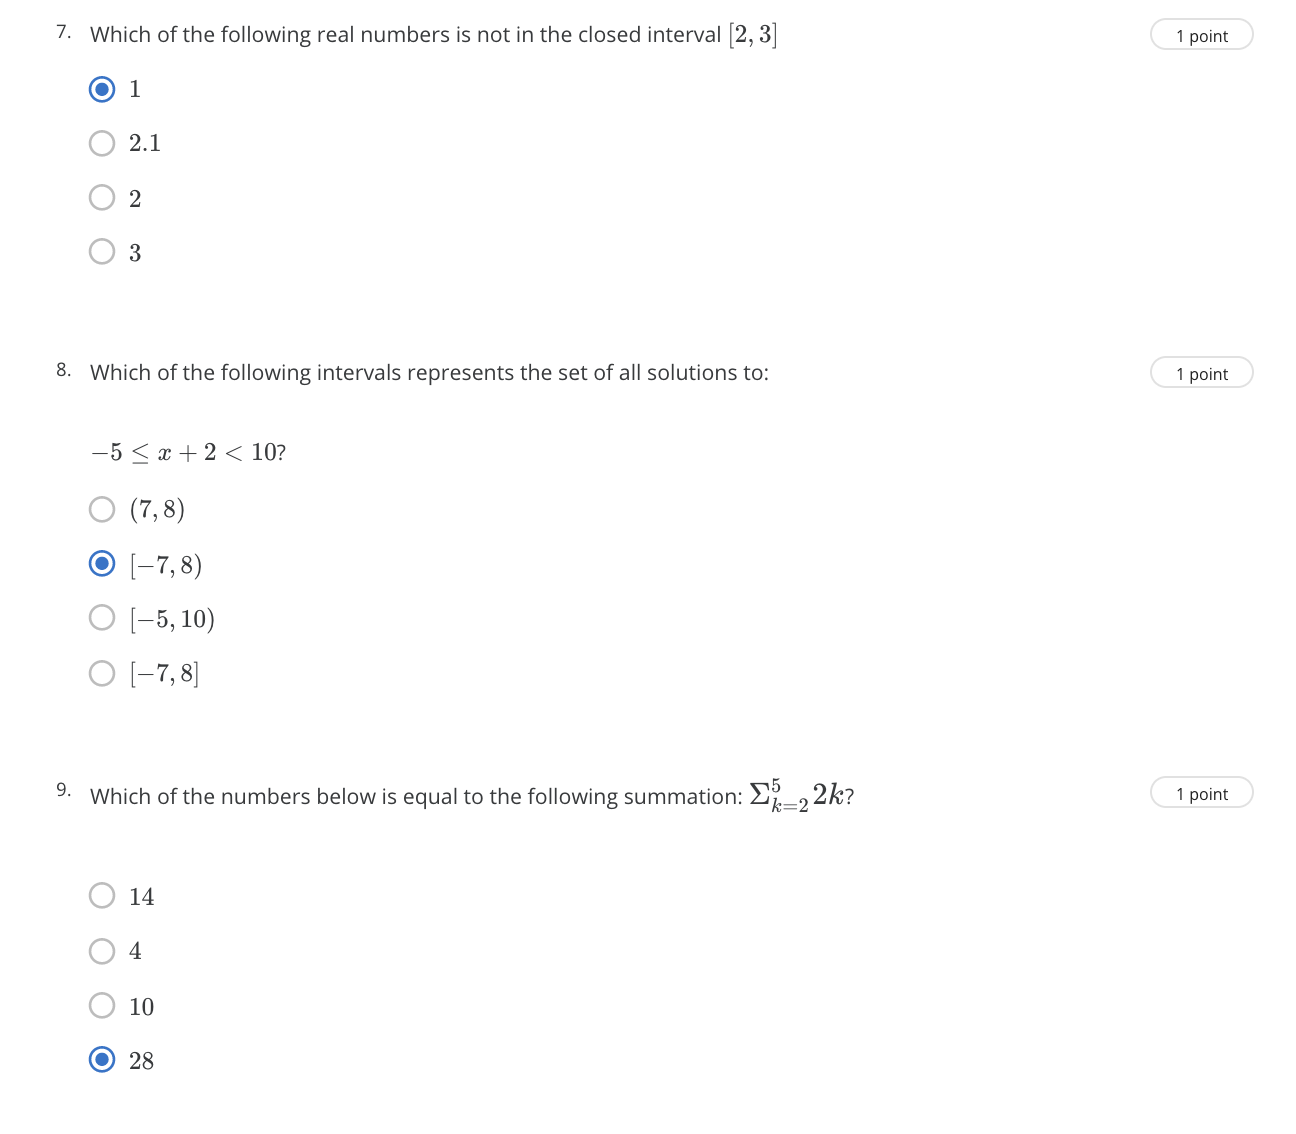 7. Which of the following real numbers is not in the closed interval [2, 3]
1 point
1
2.1
2
3
8. Which of the following intervals represents the set of all solutions to:
1 point
−5 ≤ x + 2 < 10?
(7, 8)
[−7, 8)
[−5, 10)
[−7, 8]
9. Which of the numbers below is equal to the following summation: Σ⁵ₖ₌₂ 2k?
1 point
14
4
10
28